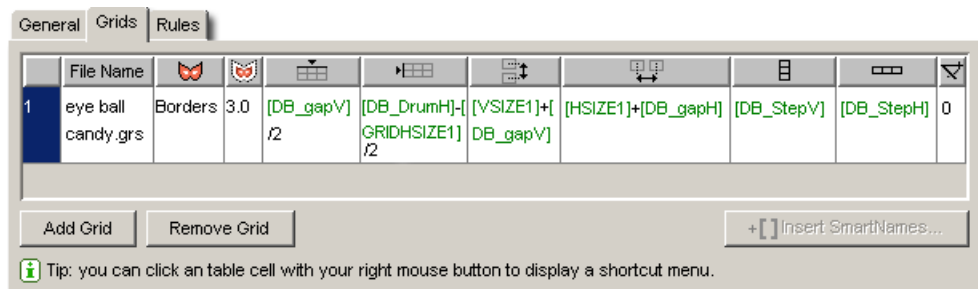 General Grids Rules
File Name
1 eye ball candy.grs Borders 3.0 [DB_gapV]/2 [DB_DrumH]-[GRIDHSIZE1]/2 [VSIZE1]+[DB_gapV] [HSIZE1]+[DB_gapH] [DB_StepV] [DB_StepH] 0
Add Grid Remove Grid +[]Insert SmartNames...
Tip: you can click an table cell with your right mouse button to display a shortcut menu.